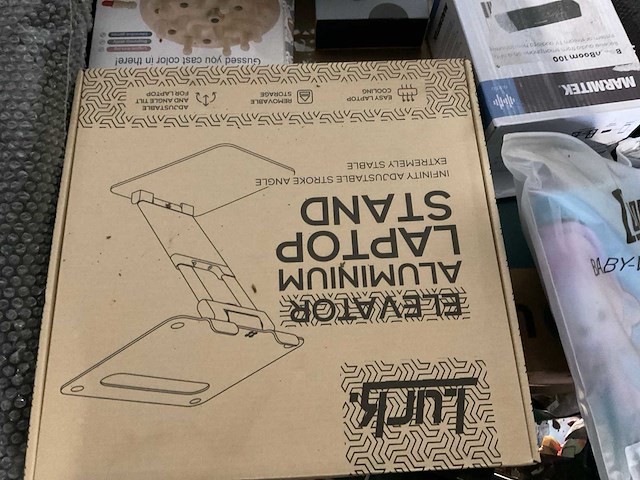 Lurk.
ELEVATOR
ALUMINIUM
LAPTOP
STAND
INFINITY ADJUSTABLE STROKE ANGLE
EXTREMELY STABLE
EASY LAPTOP
COOLING
REMOVABLE
STORAGE
ADJUSTABLE
AND ANGLE TILT
FOR LAPTOP
you cast color in there!
MARMITEK
Boom 100
BABY-